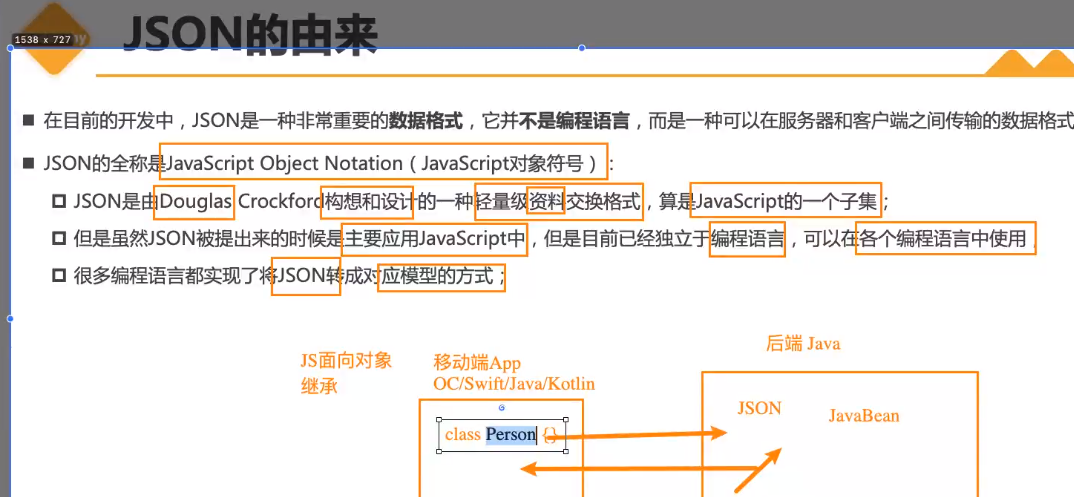 JSON的由来
1538 x 727
在目前的开发中，JSON是一种非常重要的数据格式，它并不是编程语言，而是一种可以在服务器和客户端之间传输的数据格式
JSON的全称是JavaScript Object Notation（JavaScript对象符号）：
JSON是由Douglas Crockford构想和设计的一种轻量级资料交换格式，算是JavaScript的一个子集；
但是虽然JSON被提出来的时候是主要应用JavaScript中，但是目前已经独立于编程语言，可以在各个编程语言中使用；
很多编程语言都实现了将JSON转成对应模型的方式；
后端 Java
JS面向对象
继承
移动端App
OC/Swift/Java/Kotlin
JSON
JavaBean
class Person {}